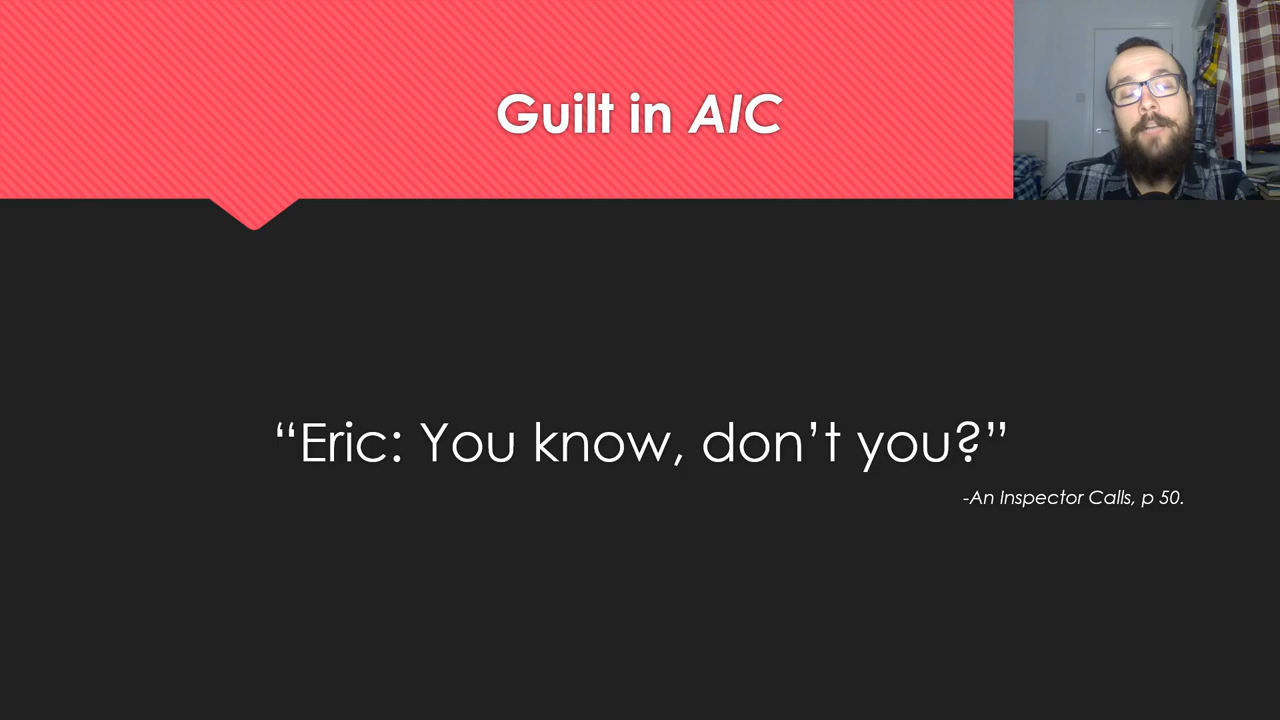 Guilt in AIC
“Eric: You know, don’t you?”
-An Inspector Calls, p 50.